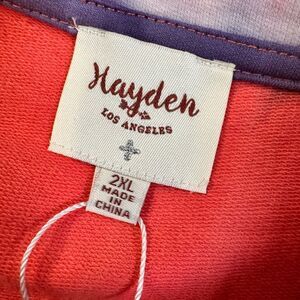 Hayden
LOS ANGELES
2XL
MADE IN
CHINA